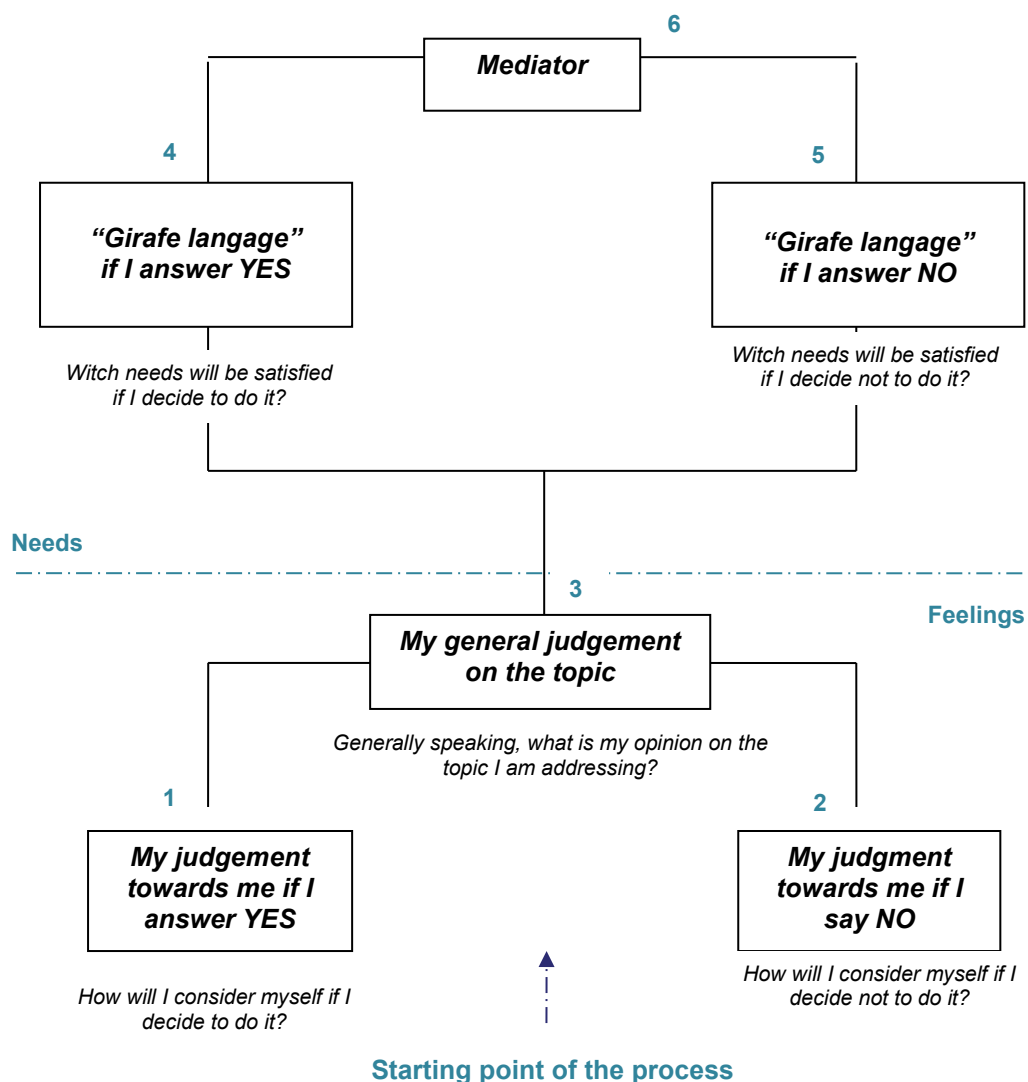 6
Mediator
4
5
“Girafe langage”
if I answer YES
“Girafe langage”
if I answer NO
Witch needs will be satisfied
if I decide to do it?
Witch needs will be satisfied
if I decide not to do it?
Needs
3
Feelings
My general judgement
on the topic
Generally speaking, what is my opinion on the
topic I am addressing?
1
2
My judgement
towards me if I
answer YES
My judgment
towards me if I
say NO
How will I consider myself if I
decide to do it?
How will I consider myself if I
decide not to do it?
Starting point of the process